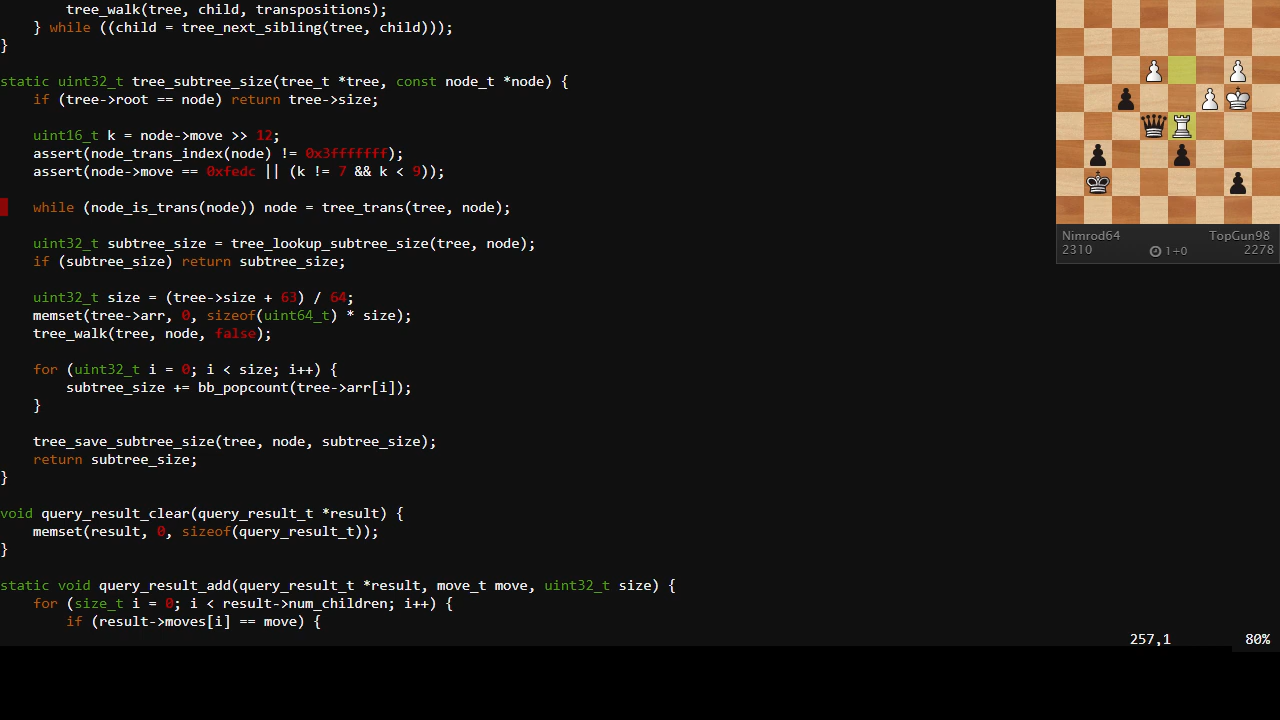 tree_walk(tree, child, transpositions);
    } while ((child = tree_next_sibling(tree, child)));
}

static uint32_t tree_subtree_size(tree_t *tree, const node_t *node) {
    if (tree->root == node) return tree->size;

    uint16_t k = node->move >> 12;
    assert(node_trans_index(node) != 0x3fffffff);
    assert(node->move == 0xfedc || (k != 7 && k < 9));

    while (node_is_trans(node)) node = tree_trans(tree, node);

    uint32_t subtree_size = tree_lookup_subtree_size(tree, node);
    if (subtree_size) return subtree_size;

    uint32_t size = (tree->size + 63) / 64;
    memset(tree->arr, 0, sizeof(uint64_t) * size);
    tree_walk(tree, node, false);

    for (uint32_t i = 0; i < size; i++) {
        subtree_size += bb_popcount(tree->arr[i]);
    }

    tree_save_subtree_size(tree, node, subtree_size);
    return subtree_size;
}

void query_result_clear(query_result_t *result) {
    memset(result, 0, sizeof(query_result_t));
}

static void query_result_add(query_result_t *result, move_t move, uint32_t size) {
    for (size_t i = 0; i < result->num_children; i++) {
        if (result->moves[i] == move) {
257,1 80%
Nimrod64 TopGun98
2310 1+0 2278